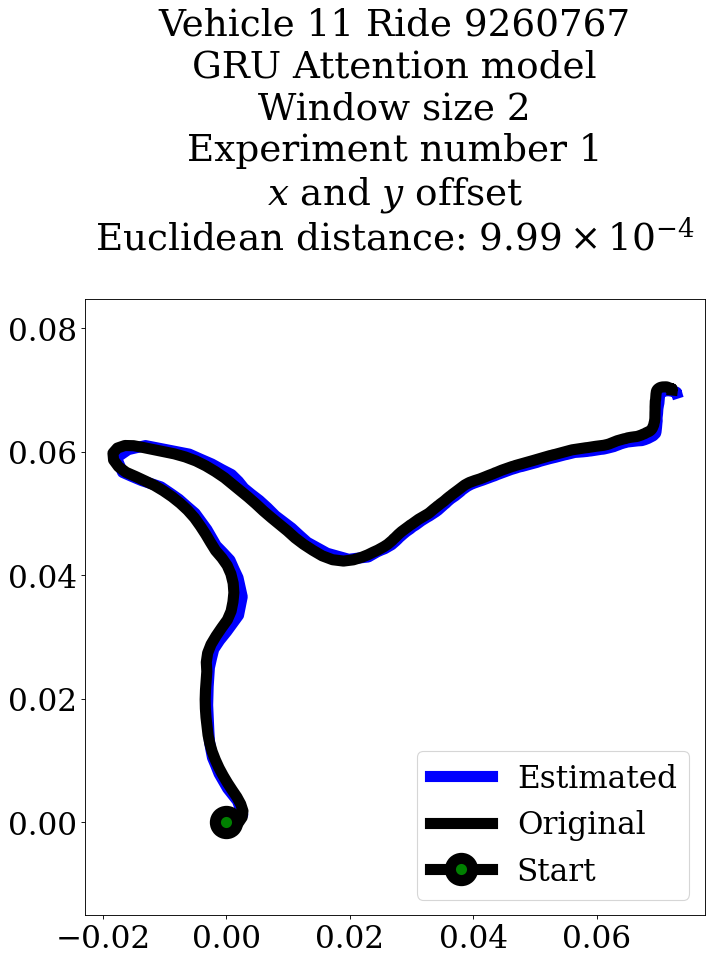 Vehicle 11 Ride 9260767
GRU Attention model
Window size 2
Experiment number 1
x and y offset
Euclidean distance: 9.99 × 10⁻⁴
0.08
0.06
0.04
0.02
0.00
Estimated
Original
Start
−0.02 0.00 0.02 0.04 0.06